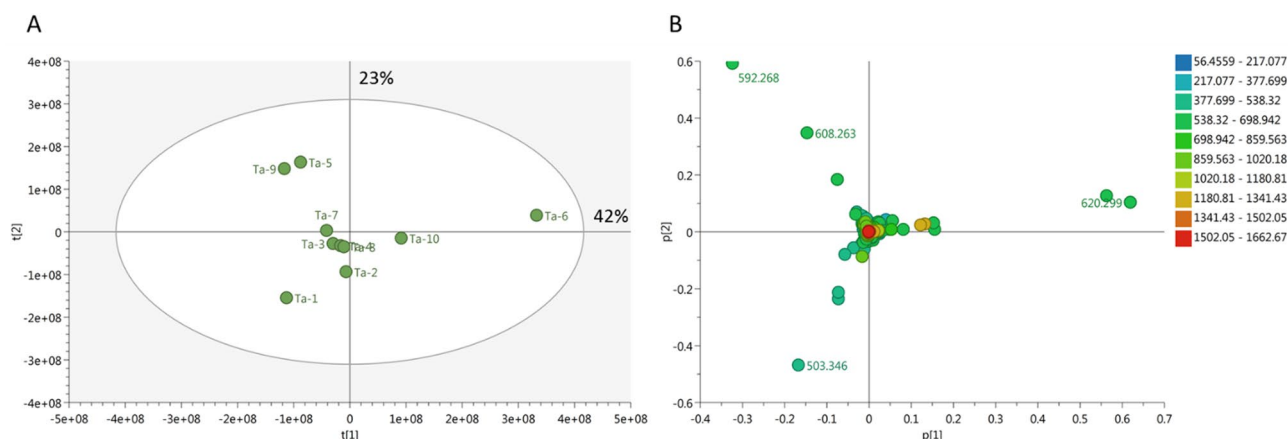 A
B
4e+08
3e+08
2e+08
1e+08
0
-1e+08
-2e+08
-3e+08
-4e+08
t[2]
23%
42%
Ta-9
Ta-5
Ta-6
Ta-7
Ta-3
Ta-10
Ta-2
Ta-1
-5e+08 -4e+08 -3e+08 -2e+08 -1e+08 0 1e+08 2e+08 3e+08 4e+08 5e+08
t[1]
0.6
0.4
0.2
0
-0.2
-0.4
-0.6
p[2]
592.268
608.263
620.299
503.346
-0.4 -0.3 -0.2 -0.1 0 0.1 0.2 0.3 0.4 0.5 0.6 0.7
p[1]
56.4559 - 217.077
217.077 - 377.699
377.699 - 538.32
538.32 - 698.942
698.942 - 859.563
859.563 - 1020.18
1020.18 - 1180.81
1180.81 - 1341.43
1341.43 - 1502.05
1502.05 - 1662.67